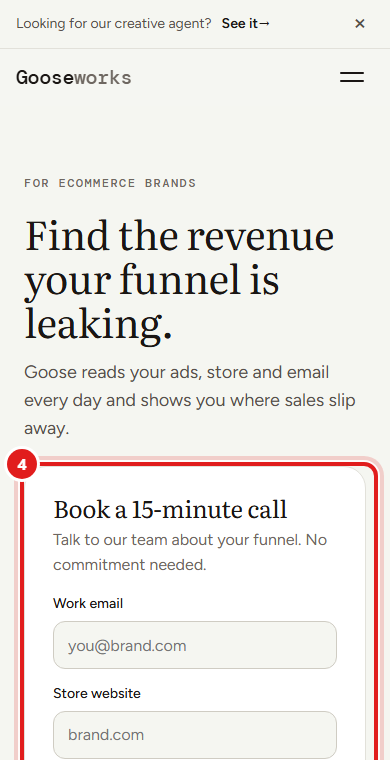 Looking for our creative agent? See it→ ×
Gooseworks
FOR ECOMMERCE BRANDS
Find the revenue
your funnel is
leaking.
Goose reads your ads, store and email
every day and shows you where sales slip
away.
4
Book a 15-minute call
Talk to our team about your funnel. No
commitment needed.
Work email
you@brand.com
Store website
brand.com